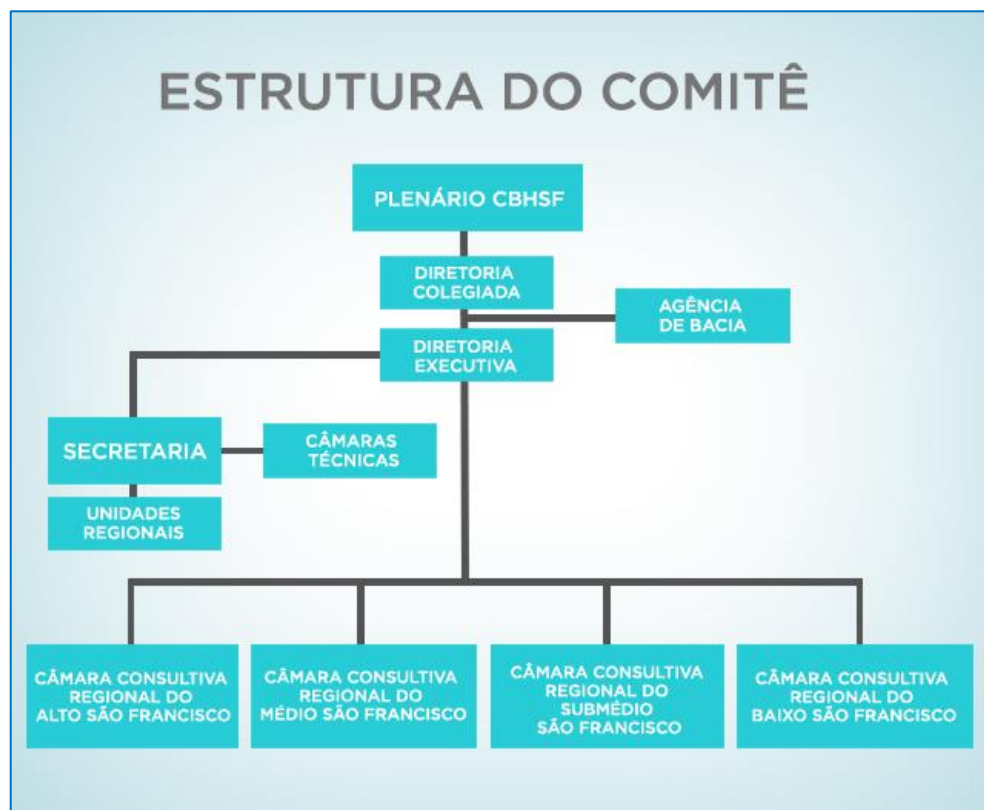 ESTRUTURA DO COMITÊ
PLENÁRIO CBHSF
DIRETORIA
COLEGIADA
AGÊNCIA
DE BACIA
DIRETORIA
EXECUTIVA
SECRETARIA
CÂMARAS
TÉCNICAS
UNIDADES
REGIONAIS
CÂMARA CONSULTIVA
REGIONAL DO
ALTO SÃO FRANCISCO
CÂMARA CONSULTIVA
REGIONAL DO
MÉDIO SÃO FRANCISCO
CÂMARA CONSULTIVA
REGIONAL DO
SUBMÉDIO
SÃO FRANCISCO
CÂMARA CONSULTIVA
REGIONAL DO
BAIXO SÃO FRANCISCO